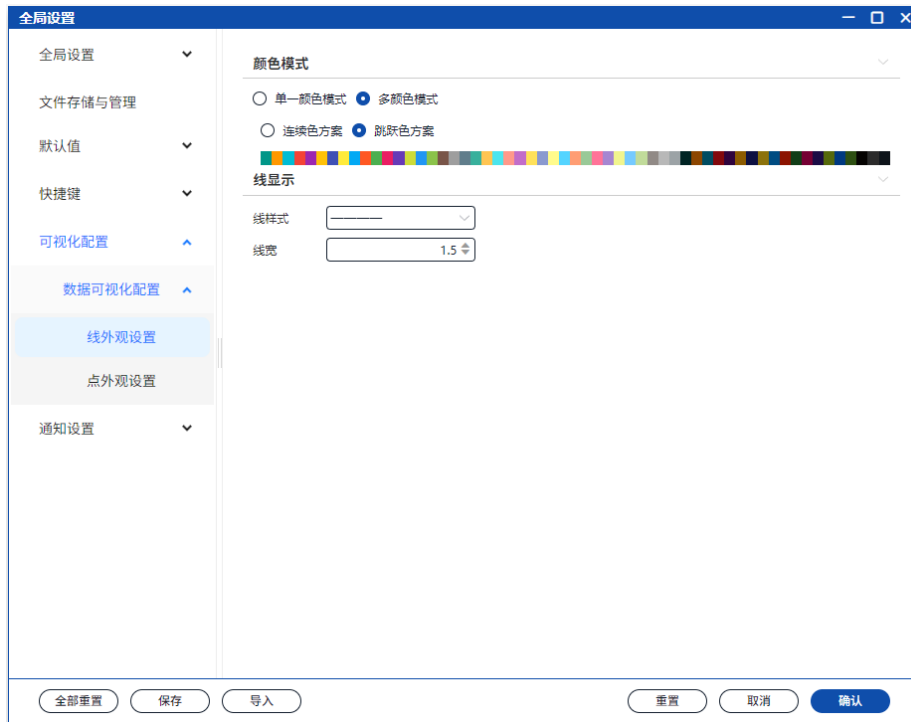 全局设置
全局设置
文件存储与管理
默认值
快捷键
可视化配置
数据可视化配置
线外观设置
点外观设置
通知设置
颜色模式
单一颜色模式 多颜色模式
连续色方案 跳跃色方案
线显示
线样式
线宽 1.5
全部重置 保存 导入 重置 取消 确认